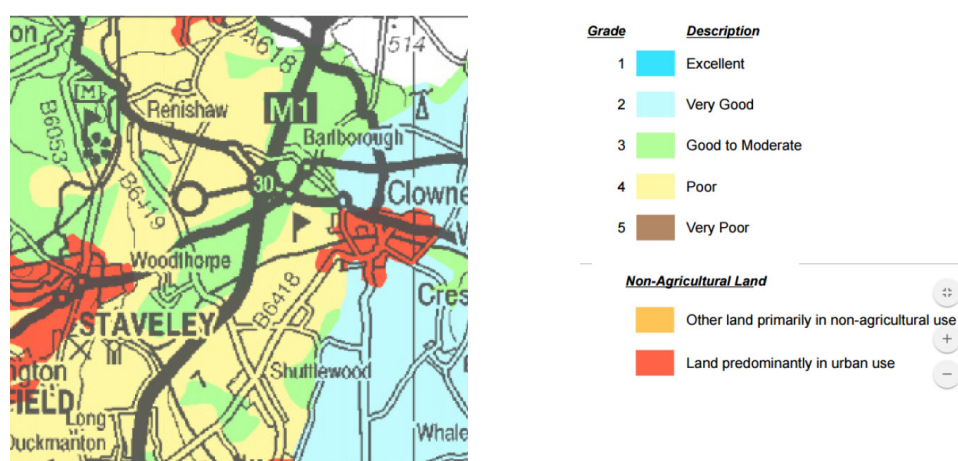 on
A618
514
[M]
Renishaw
M1
B6053
Barlborough
30
Clowne
B6419
Woodthorpe
B6418
Cres
STAVELEY
ngton
Shuttlewood
FIELD
Long
Duckmanton
Whale
Grade Description
1 Excellent
2 Very Good
3 Good to Moderate
4 Poor
5 Very Poor
Non-Agricultural Land
Other land primarily in non-agricultural use
Land predominantly in urban use